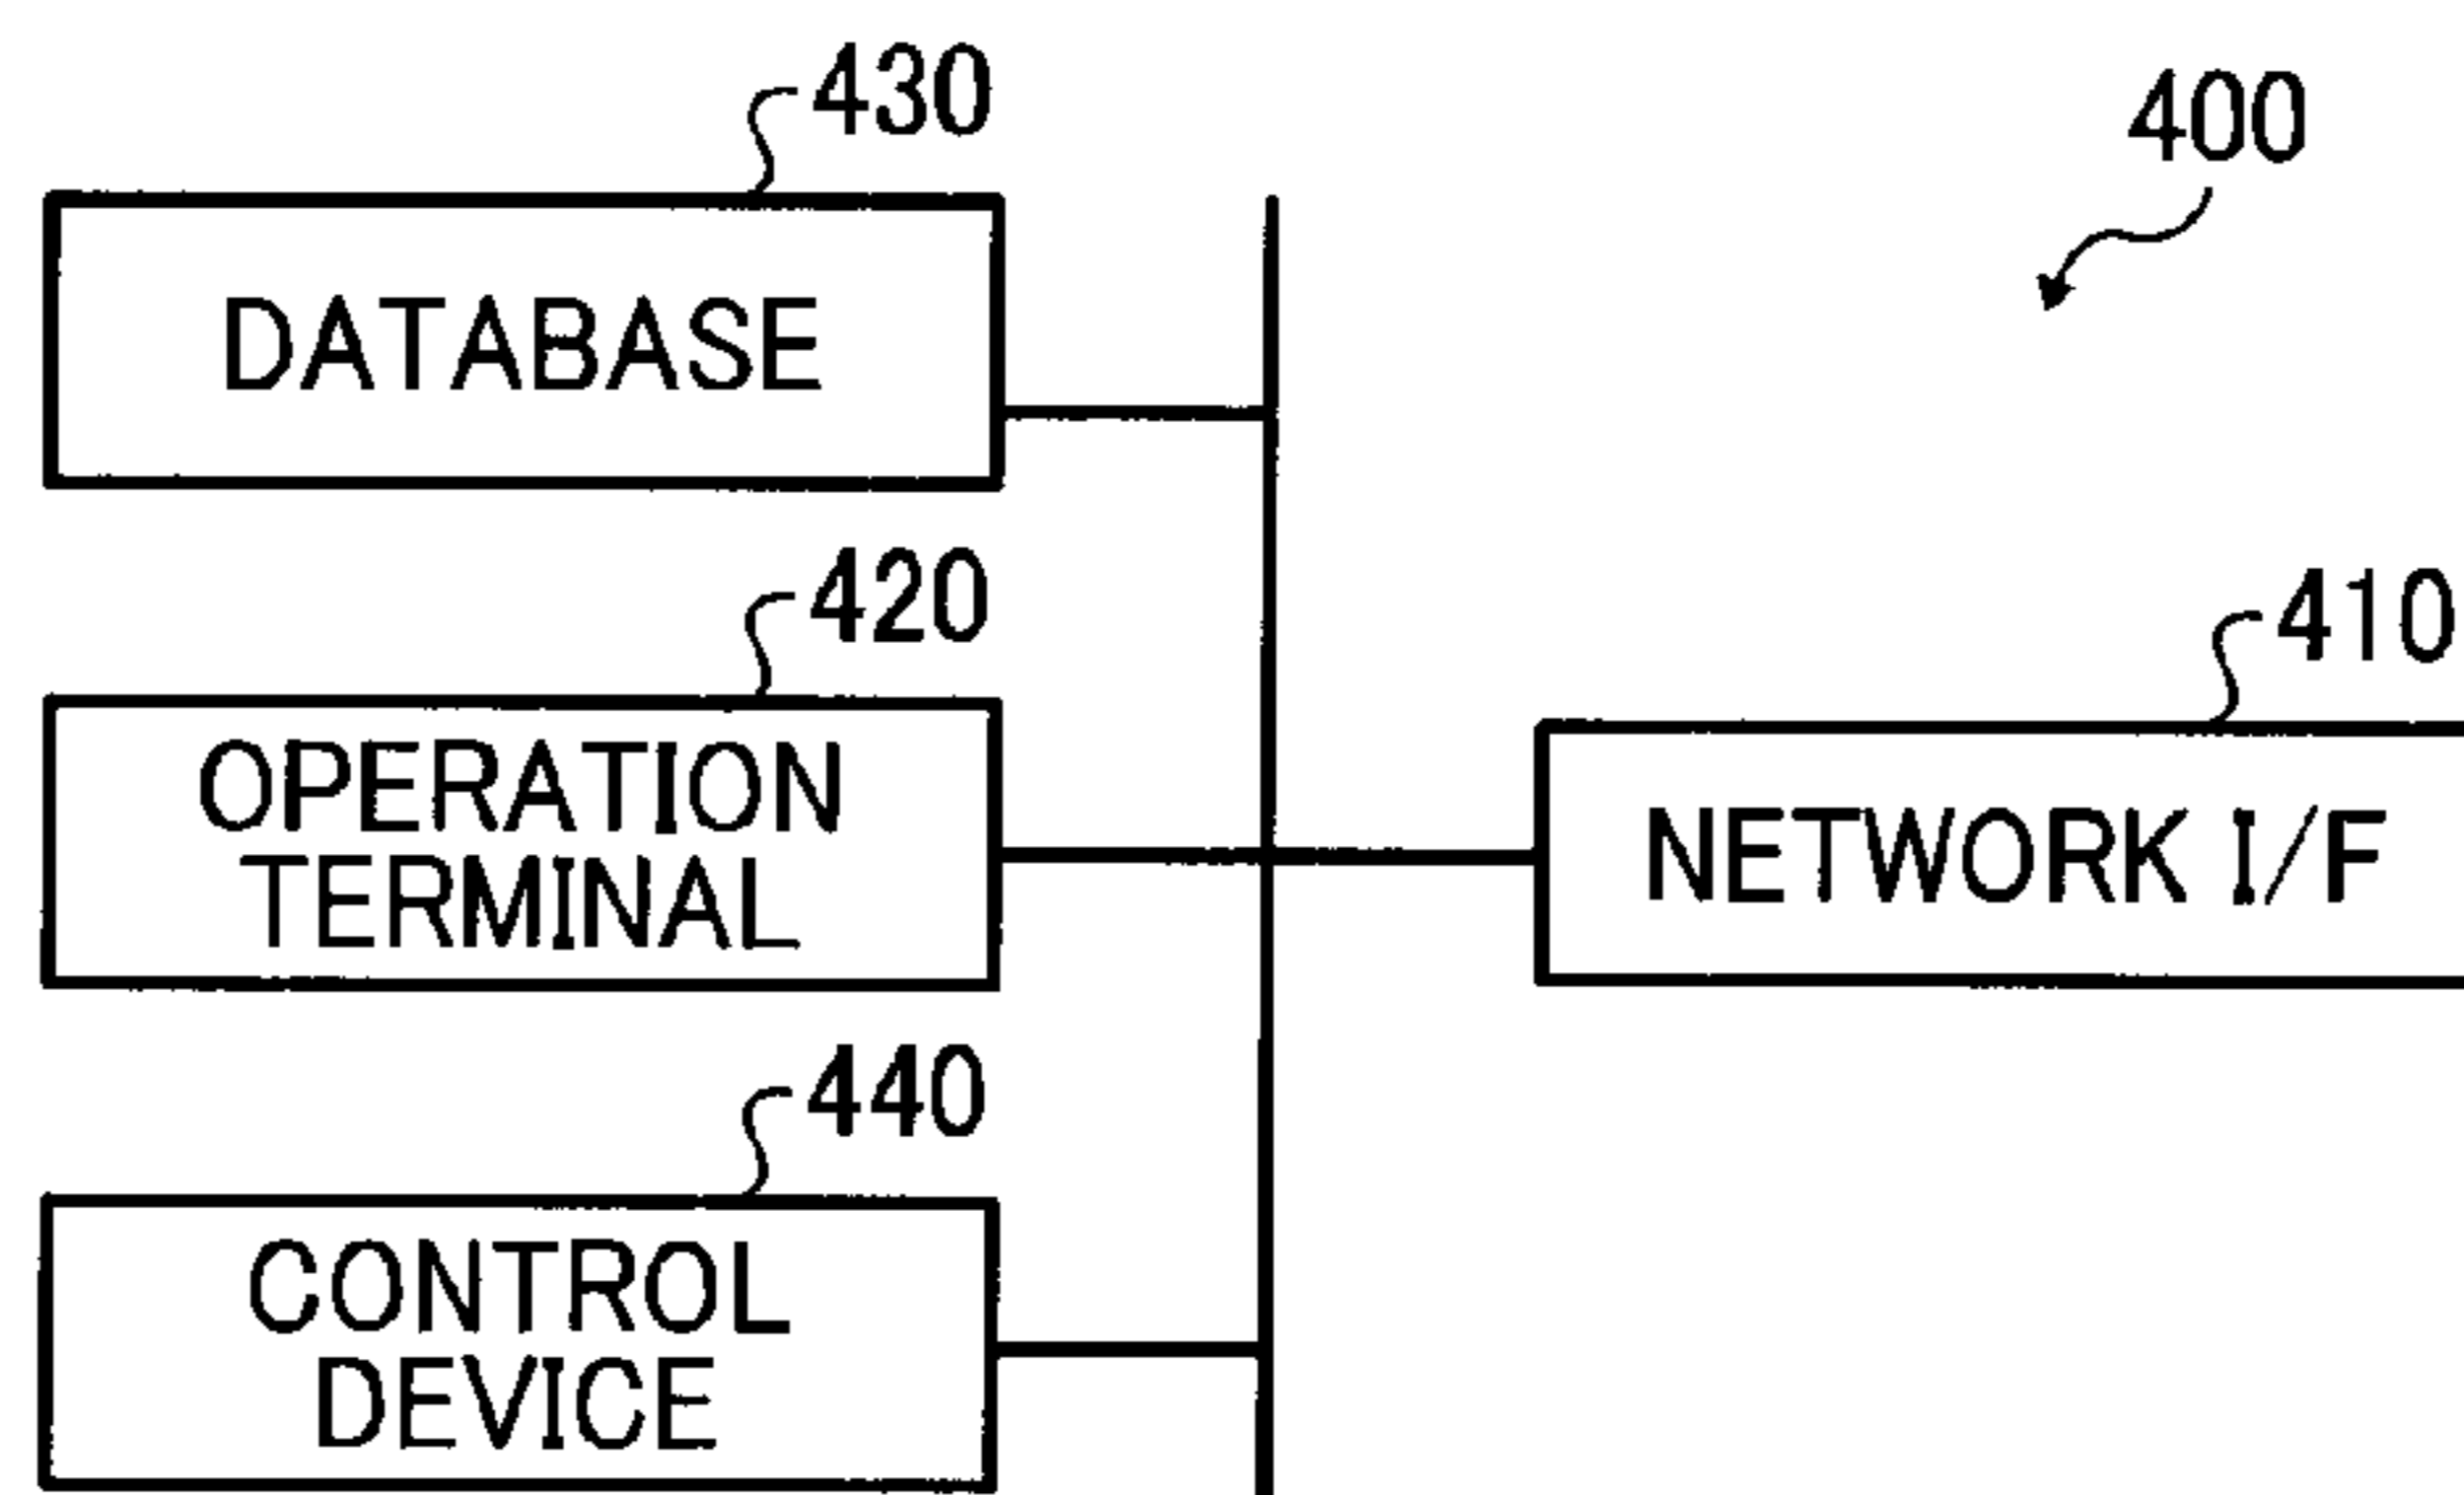 430
400
DATABASE
420
410
OPERATION
TERMINAL
NETWORK I/F
440
CONTROL
DEVICE